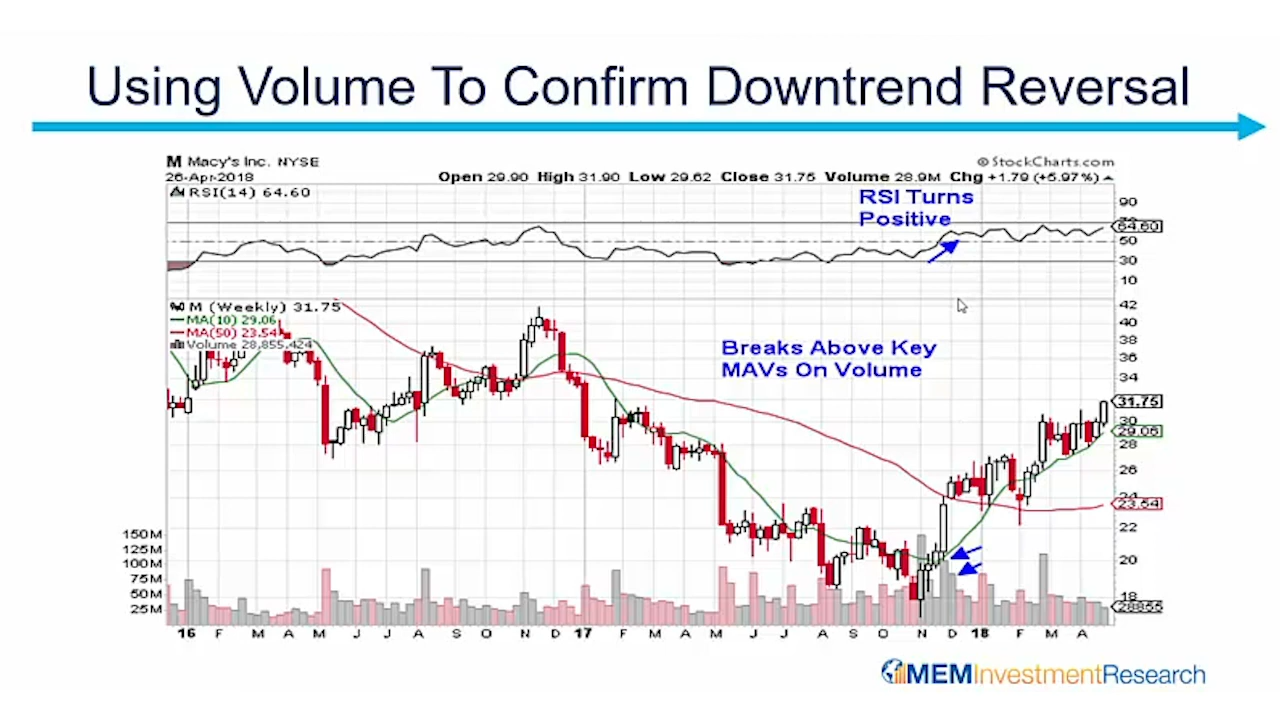 Using Volume To Confirm Downtrend Reversal
M Macy's Inc. NYSE
© StockCharts.com
26-Apr-2018
Open 29.90 High 31.90 Low 29.62 Close 31.75 Volume 28.9M Chg +1.79 (+5.97%)
RSI(14) 64.60
RSI Turns
Positive
90
64.60
50
30
10
M (Weekly) 31.75
MA(10) 29.06
MA(50) 23.54
Volume 28,855,424
Breaks Above Key
MAVs On Volume
42
40
38
36
34
31.75
30
29.06
28
26
24
23.54
22
20
18
28855
150M
125M
100M
75M
50M
25M
16 F M A M J J A S O N D 17 F M A M J J A S O N D 18 F M A
MEMInvestmentResearch